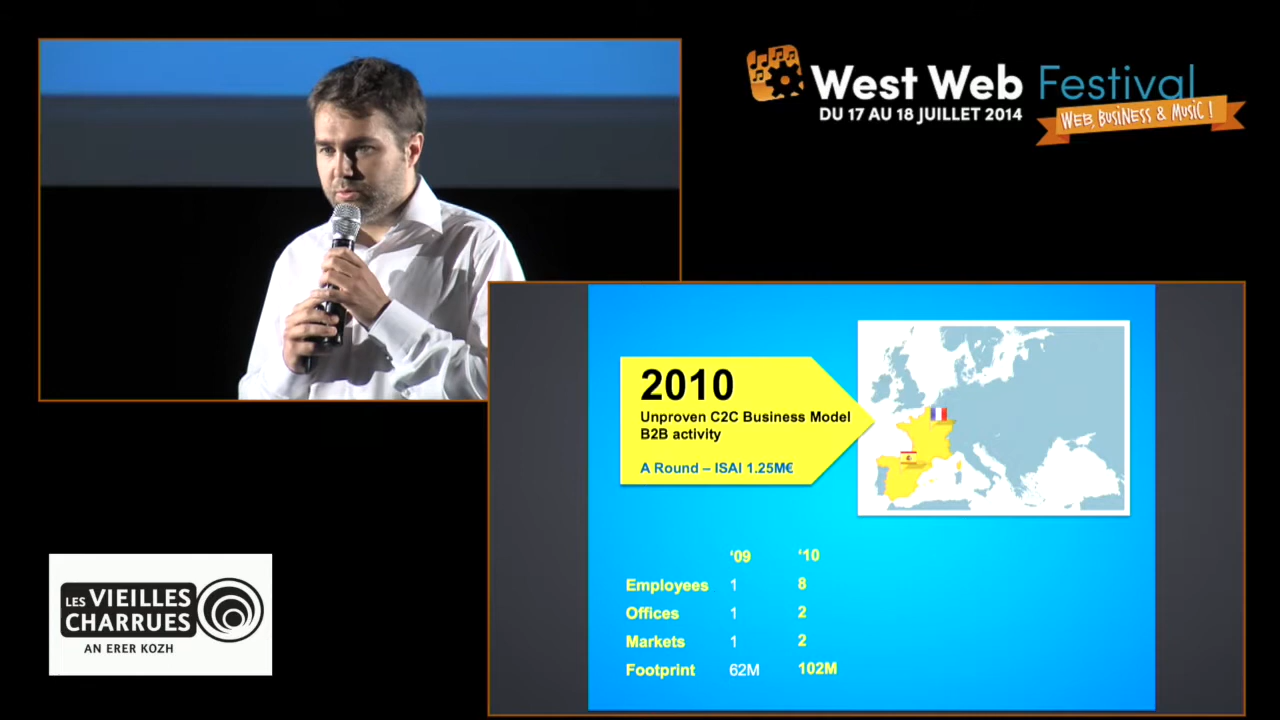 West Web Festival
DU 17 AU 18 JUILLET 2014
WEB, BUSINESS & MUSIC !
2010
Unproven C2C Business Model
B2B activity
A Round – ISAI 1.25M€
‘09 ‘10
Employees 1 8
Offices 1 2
Markets 1 2
Footprint 62M 102M
LES VIEILLES
CHARRUES
AN ERER KOZH